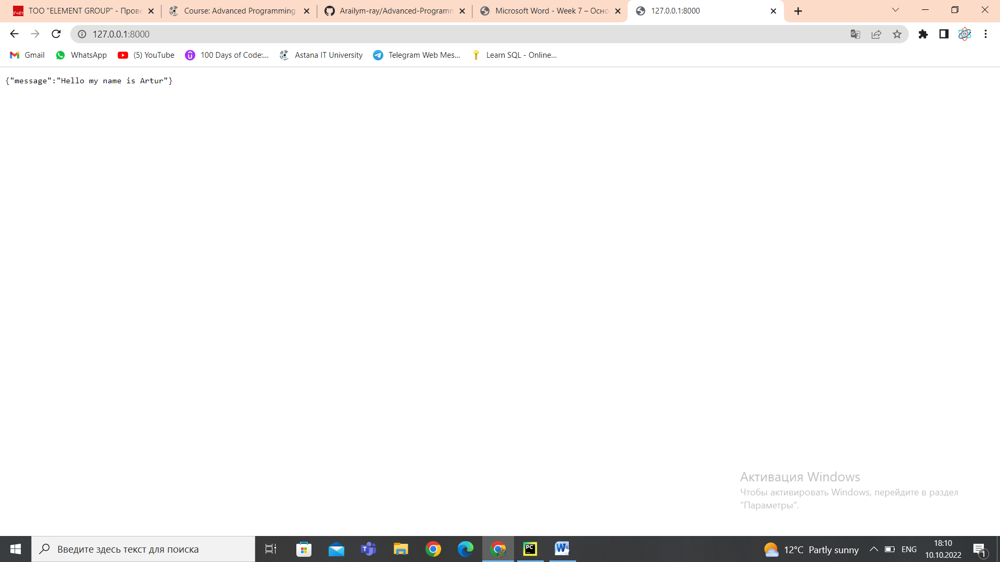 Учёт
ТОО "ELEMENT GROUP" - Прове
Course: Advanced Programming
Arailym-ray/Advanced-Programm
Microsoft Word - Week 7 – Осно
127.0.0.1:8000
127.0.0.1:8000
Gmail
WhatsApp
(5) YouTube
100 Days of Code:...
Astana IT University
Telegram Web Mes...
Learn SQL - Online...
{"message":"Hello my name is Artur"}
Активация Windows
Чтобы активировать Windows, перейдите в раздел
"Параметры".
Введите здесь текст для поиска
12°C Partly sunny
ENG
18:10
10.10.2022
1